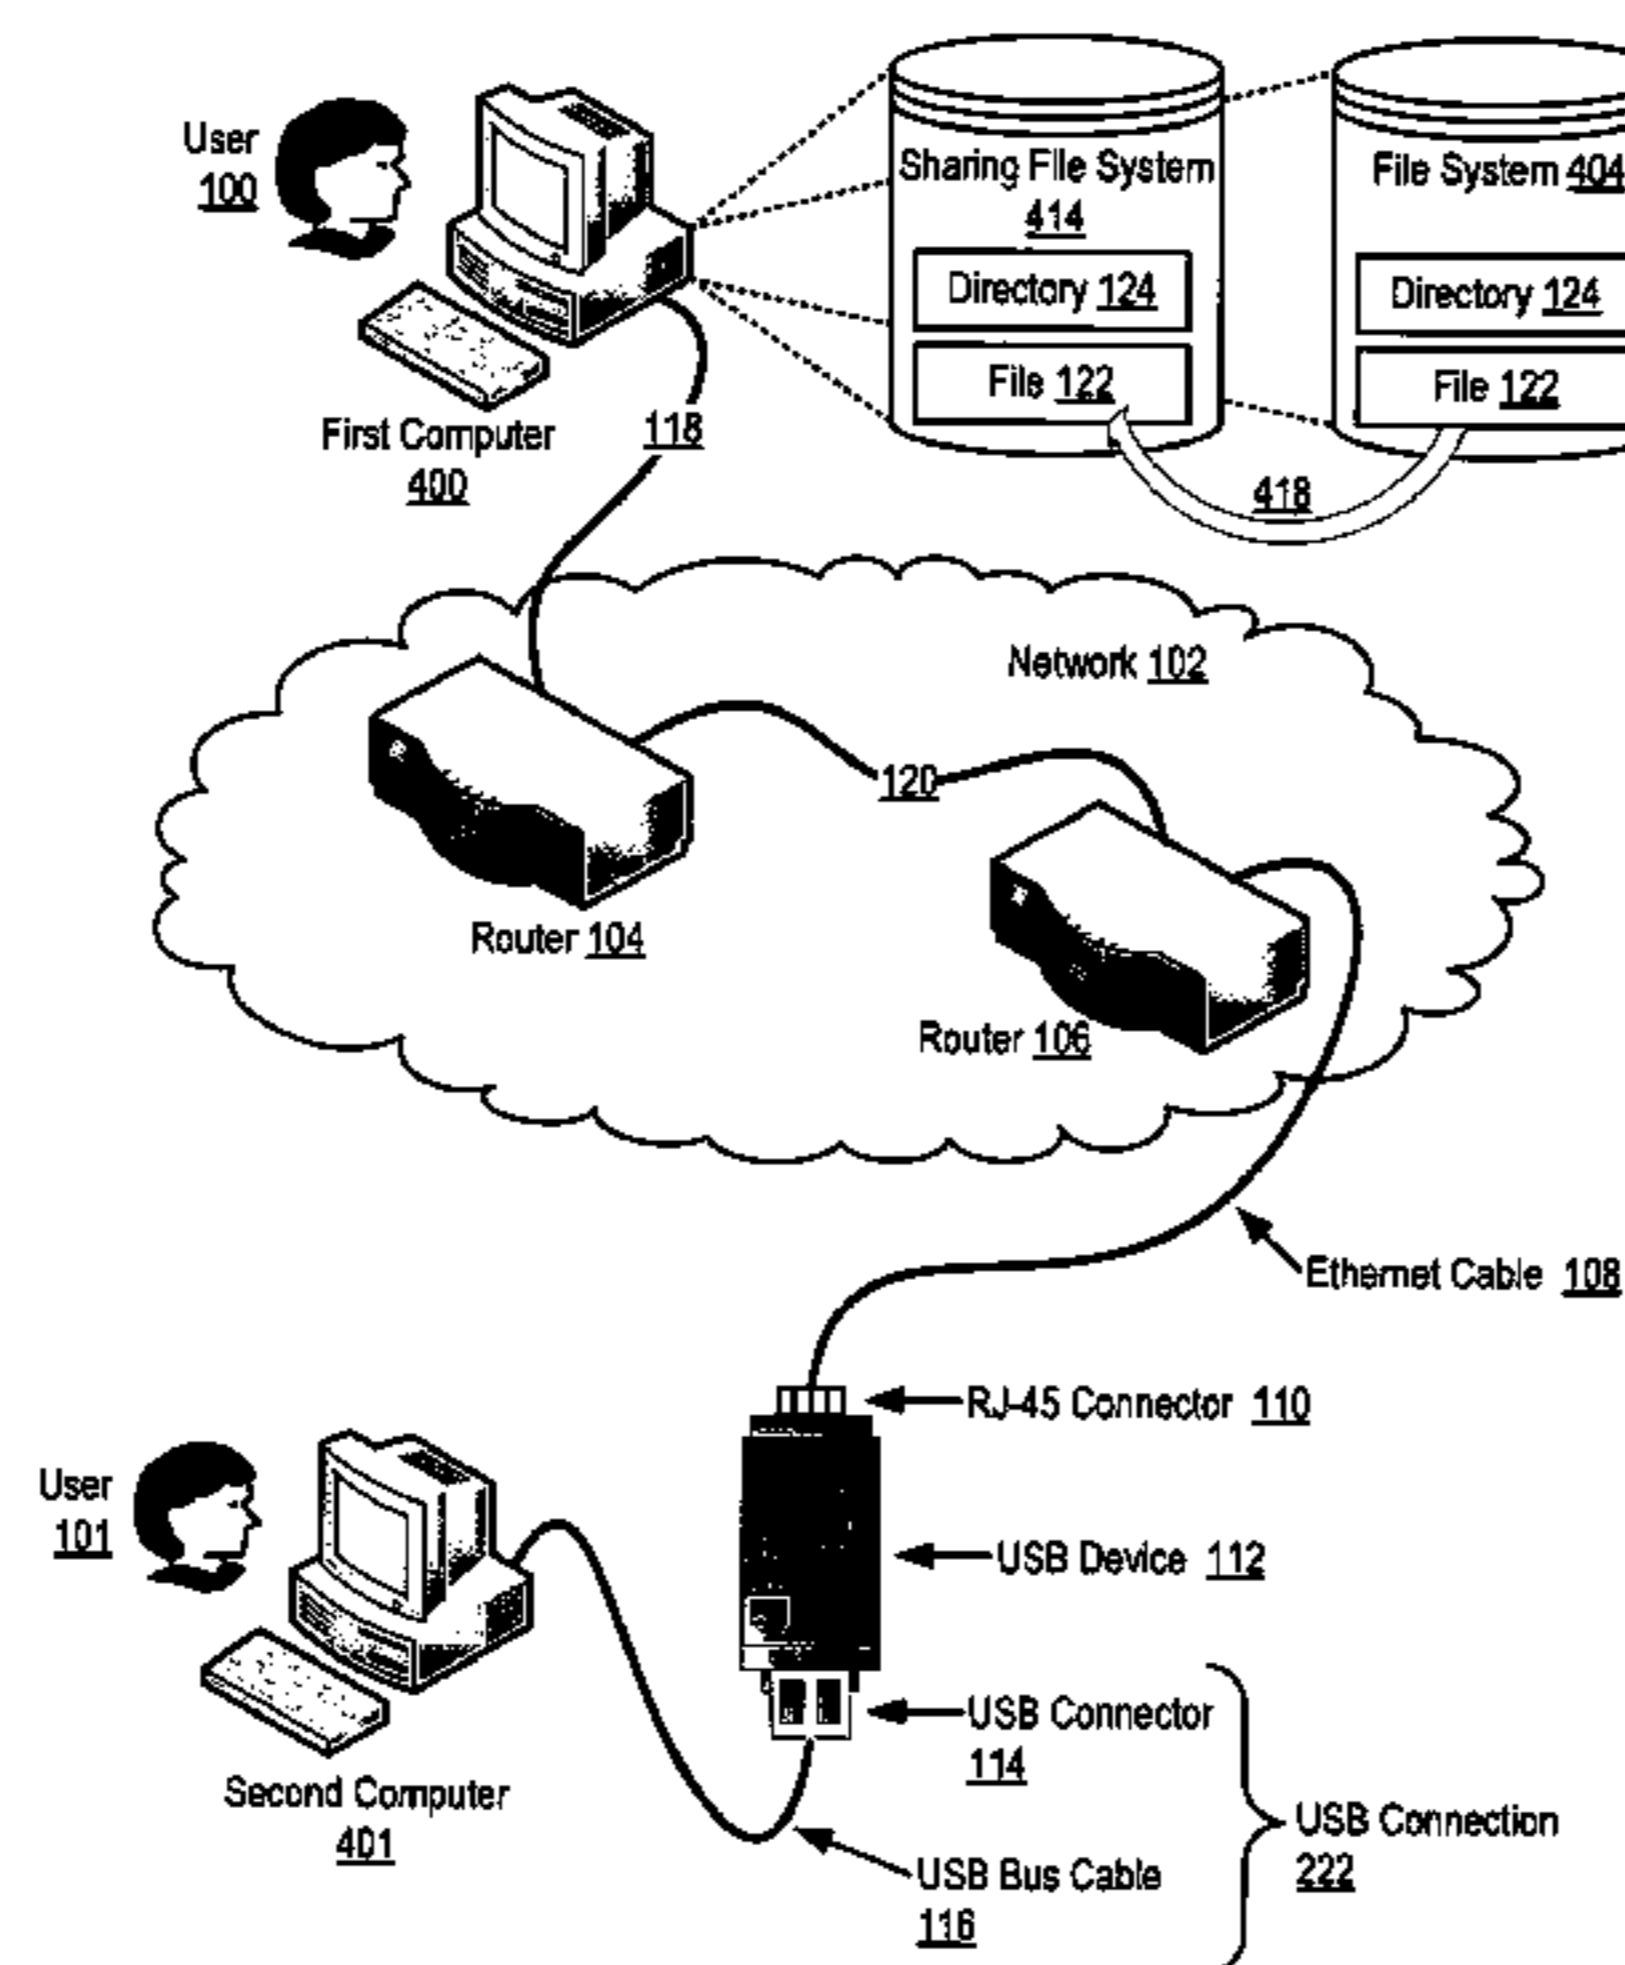 User
100
Sharing File System
414
File System 404
Directory 124
Directory 124
File 122
File 122
First Computer
400
118
418
Network 102
120
Router 104
Router 106
Ethernet Cable 108
RJ-45 Connector 110
User
101
USB Device 112
USB Connector
114
Second Computer
401
USB Connection
222
USB Bus Cable
116